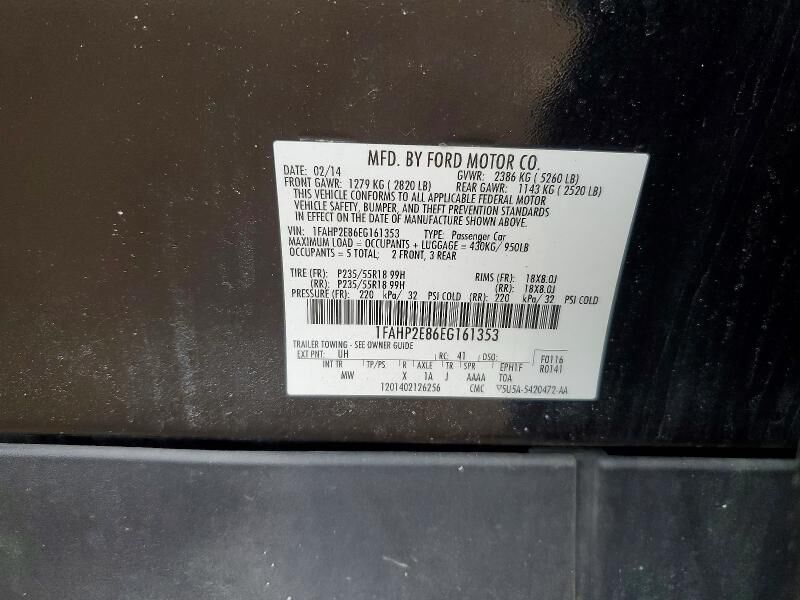 MFD. BY FORD MOTOR CO.
DATE: 02/14 GVWR: 2386 KG ( 5260 LB)
FRONT GAWR: 1279 KG ( 2820 LB) REAR GAWR: 1143 KG ( 2520 LB)
THIS VEHICLE CONFORMS TO ALL APPLICABLE FEDERAL MOTOR
VEHICLE SAFETY, BUMPER, AND THEFT PREVENTION STANDARDS
IN EFFECT ON THE DATE OF MANUFACTURE SHOWN ABOVE.
VIN: 1FAHP2E86EG161353 TYPE: Passenger Car
MAXIMUM LOAD = OCCUPANTS + LUGGAGE = 430KG/ 950LB
OCCUPANTS = 5 TOTAL: 2 FRONT, 3 REAR
TIRE (FR): P235/55R18 99H RIMS (FR): 18X8.0J
(RR): P235/55R18 99H (RR): 18X8.0J
PRESSURE (FR): 220 kPa/ 32 PSI COLD (RR): 220 kPa/ 32 PSI COLD
1FAHP2E86EG161353
TRAILER TOWING - SEE OWNER GUIDE
EXT PNT: UH RC: 41 DSO: F0116
INT TR TP/PS R AXLE TR SPR EPH1F R0141
MW X 1A J AAAA TOA
1201402126256 CMC 5U5A-5420472-AA